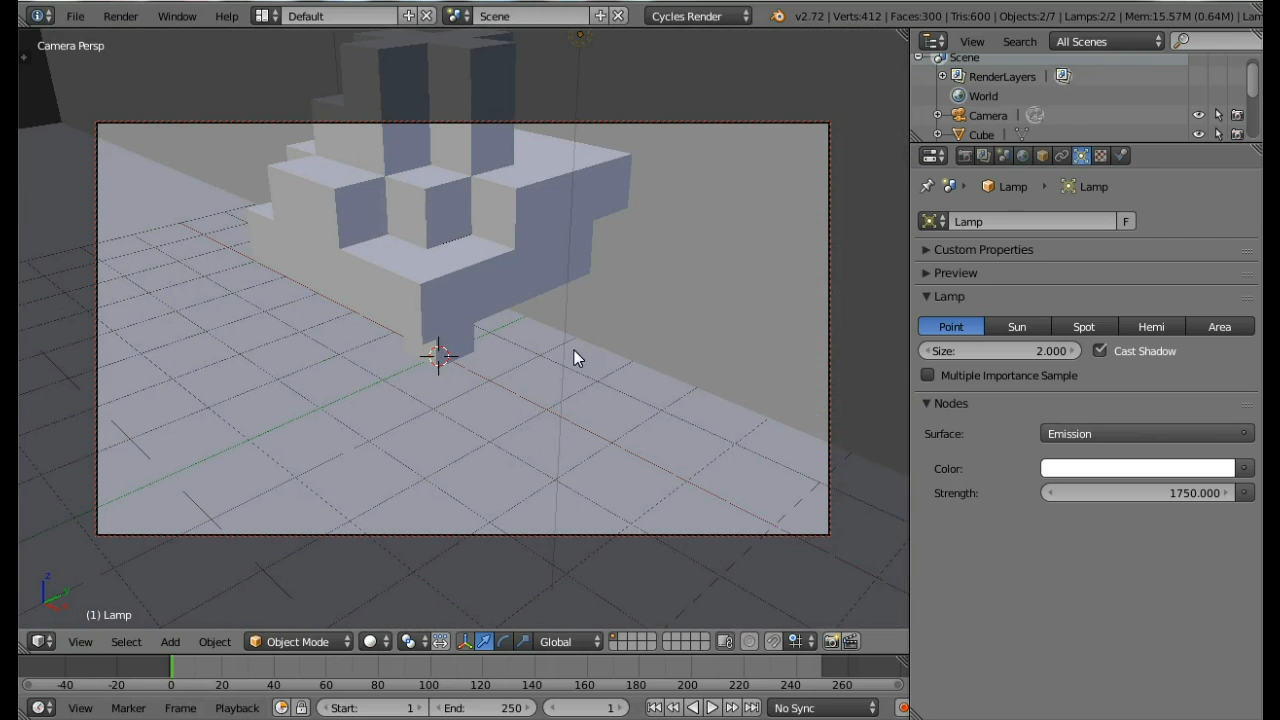 File Render Window Help Default Scene Cycles Render v2.72 | Verts:412 | Faces:300 | Tris:600 | Objects:2/7 | Lamps:2/2 | Mem:15.57M (0.64M) | Lam
Camera Persp
View Search All Scenes
Scene
RenderLayers
World
Camera
Cube
Lamp Lamp
Lamp F
Custom Properties
Preview
Lamp
Point Sun Spot Hemi Area
Size: 2.000 Cast Shadow
Multiple Importance Sample
Nodes
Surface: Emission
Color:
Strength: 1750.000
z
(1) Lamp
View Select Add Object Object Mode Global
-40 -20 0 20 40 60 80 100 120 140 160 180 200 220 240 260
View Marker Frame Playback Start: 1 End: 250 1 No Sync